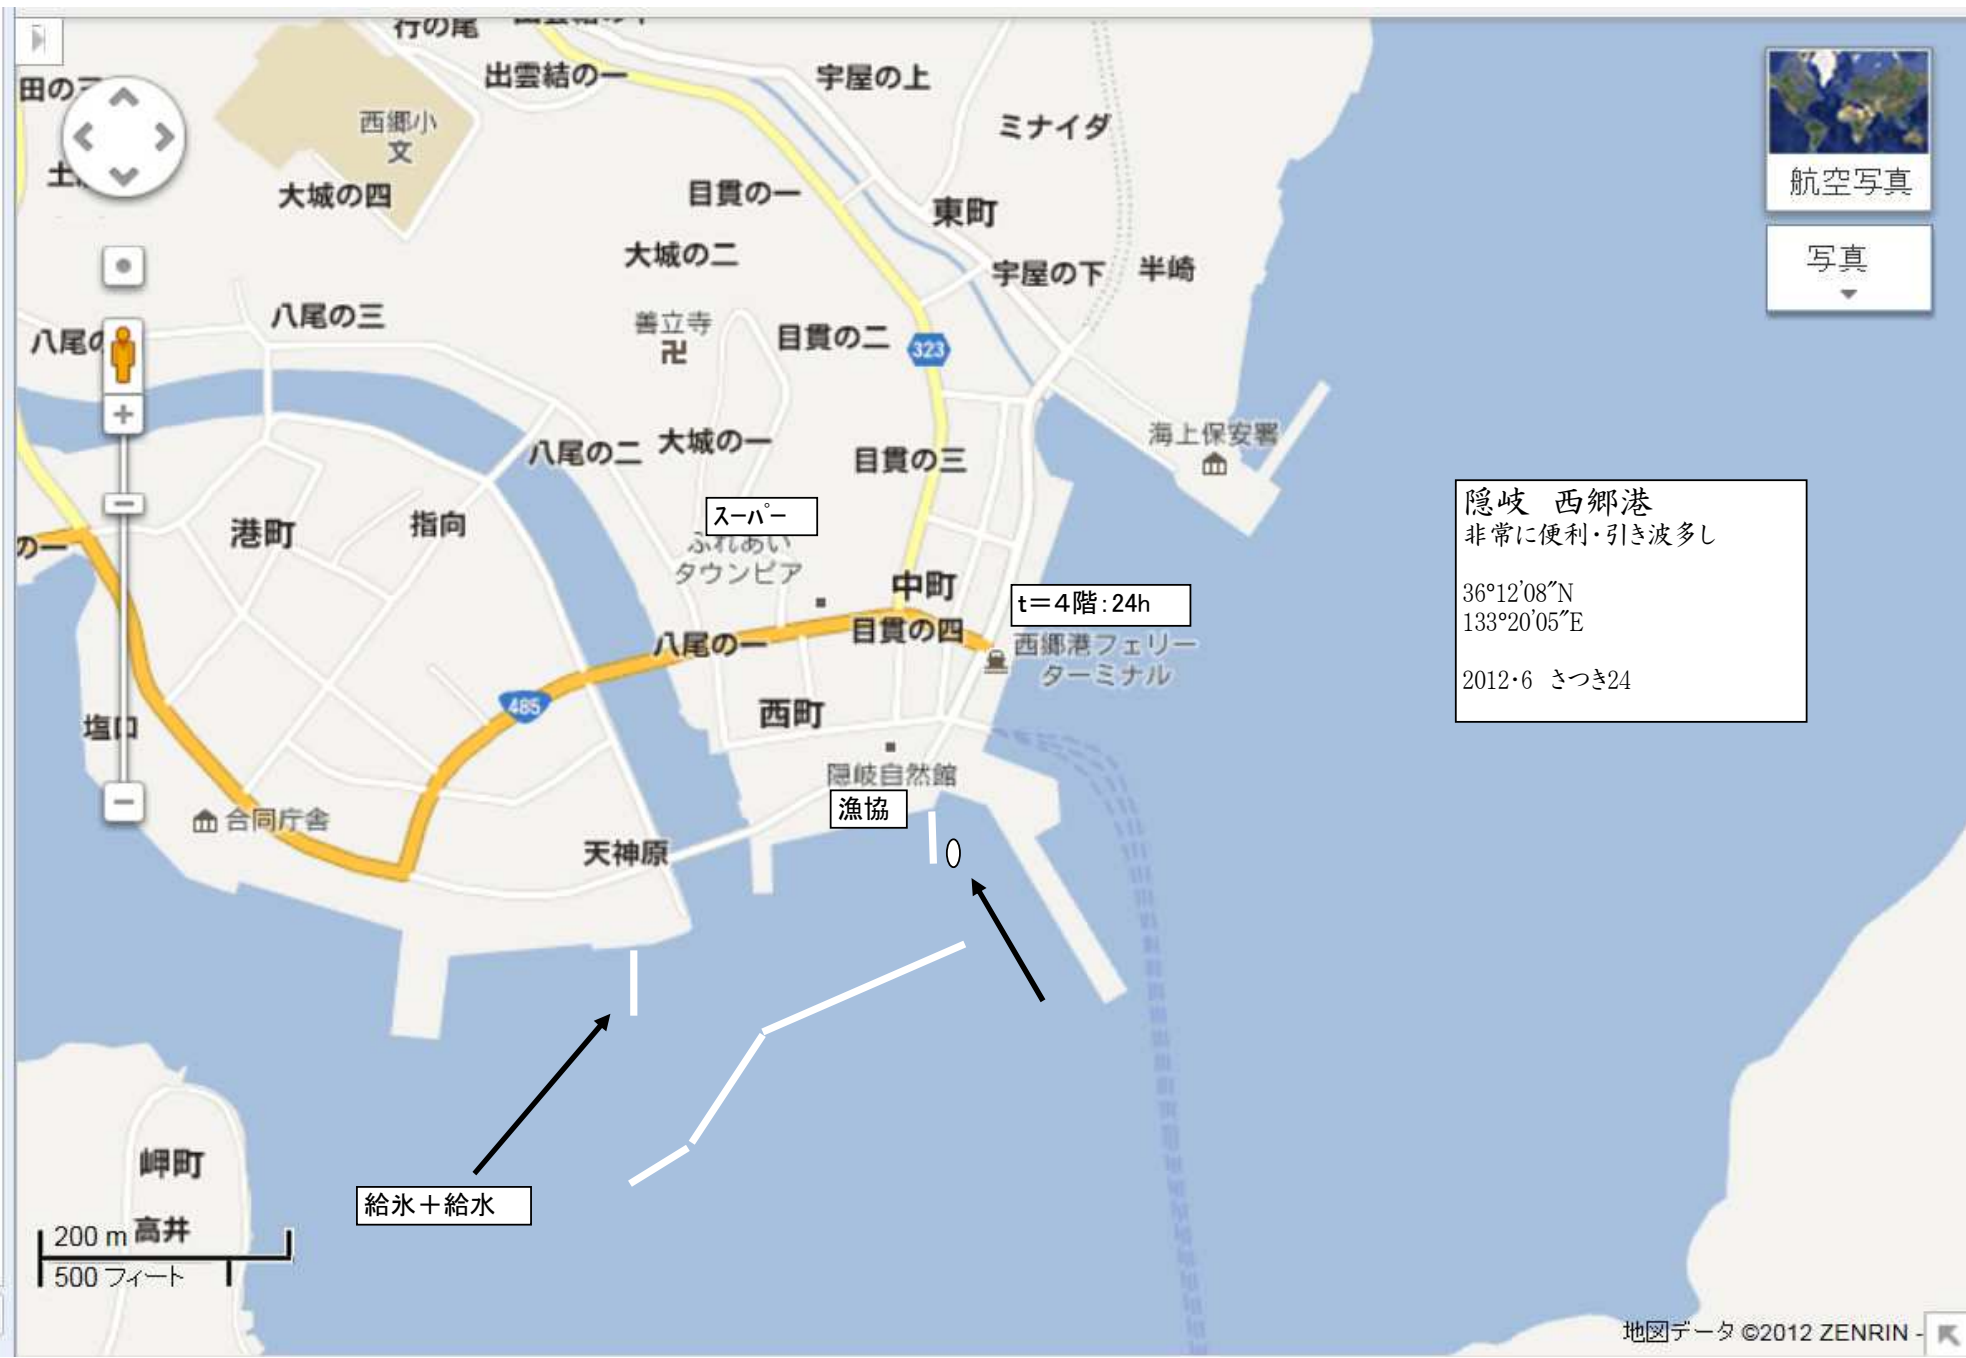 行の尾
出雲結の一
宇屋の上
田の三
西郷小
文
ミナイダ
大城の四
目貫の一
東町
航空写真
大城の二
宇屋の下
半崎
写真
八尾の三
善立寺
卍
目貫の二
323
八尾の
八尾の二
大城の一
目貫の三
海上保安署
隠岐 西郷港
非常に便利・引き波多し
36°12′08″N
133°20′05″E
2012・6 さつき24
スーパー
ふれあい
タウンピア
港町
指向
の一
中町
t=4階:24h
八尾の一
目貫の四
西郷港フェリー
ターミナル
485
西町
塩口
隠岐自然館
漁協
合同庁舎
天神原
岬町
高井
給氷+給水
200 m
500 フィート
地図データ ©2012 ZENRIN -